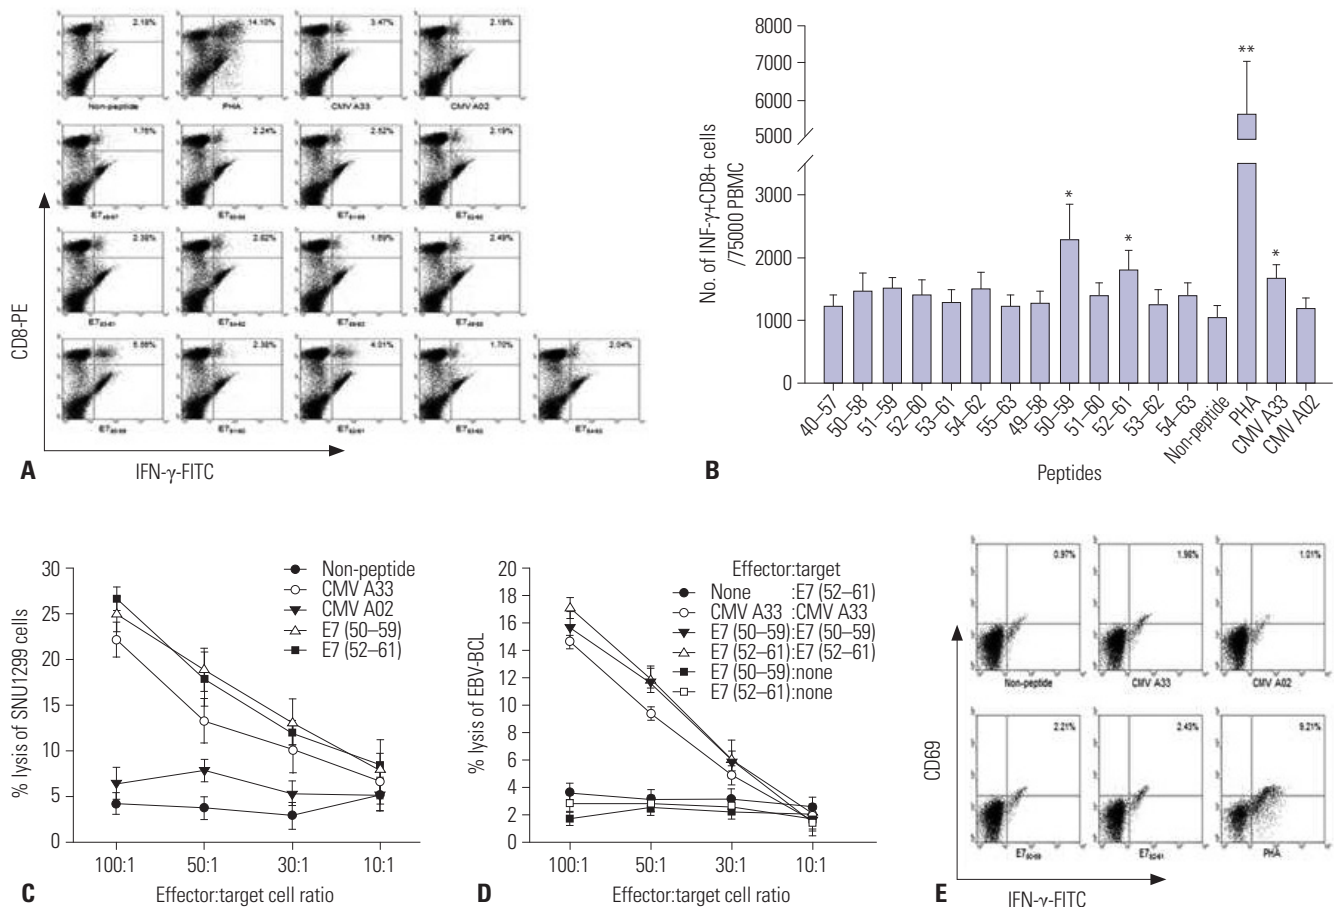 2.18%
14.10%
3.47%
2.19%
Non-peptide
PHA
CMV A33
CMV A02
1.76%
2.24%
2.52%
2.19%
2.38%
2.62%
1.89%
2.49%
2.38%
4.01%
1.70%
2.04%
CD8-PE
IFN-γ-FITC
A
8000
7000
6000
5000
3000
2000
1000
0
No. of INF-γ+CD8+ cells
/75000 PBMC
*
*
**
*
40–57
50–58
51–59
52–60
53–61
54–62
55–63
49–58
50–59
51–60
52–61
53–62
54–63
Non-peptide
PHA
CMV A33
CMV A02
Peptides
B
30
25
20
15
10
5
0
% lysis of SNU1299 cells
Non-peptide
CMV A33
CMV A02
E7 (50–59)
E7 (52–61)
100:1
50:1
30:1
10:1
Effector:target cell ratio
C
20
18
16
14
12
10
8
6
4
2
0
% lysis of EBV-BCL
Effector:target
None :E7 (52–61)
CMV A33 :CMV A33
E7 (50–59):E7 (50–59)
E7 (52–61):E7 (52–61)
E7 (50–59):none
E7 (52–61):none
100:1
50:1
30:1
10:1
Effector:target cell ratio
D
0.97%
1.98%
1.01%
Non-peptide
CMV A33
CMV A02
2.21%
2.43%
9.21%
E7₅₀₋₅₉
E7₅₂₋₆₁
PHA
CD69
IFN-γ-FITC
E